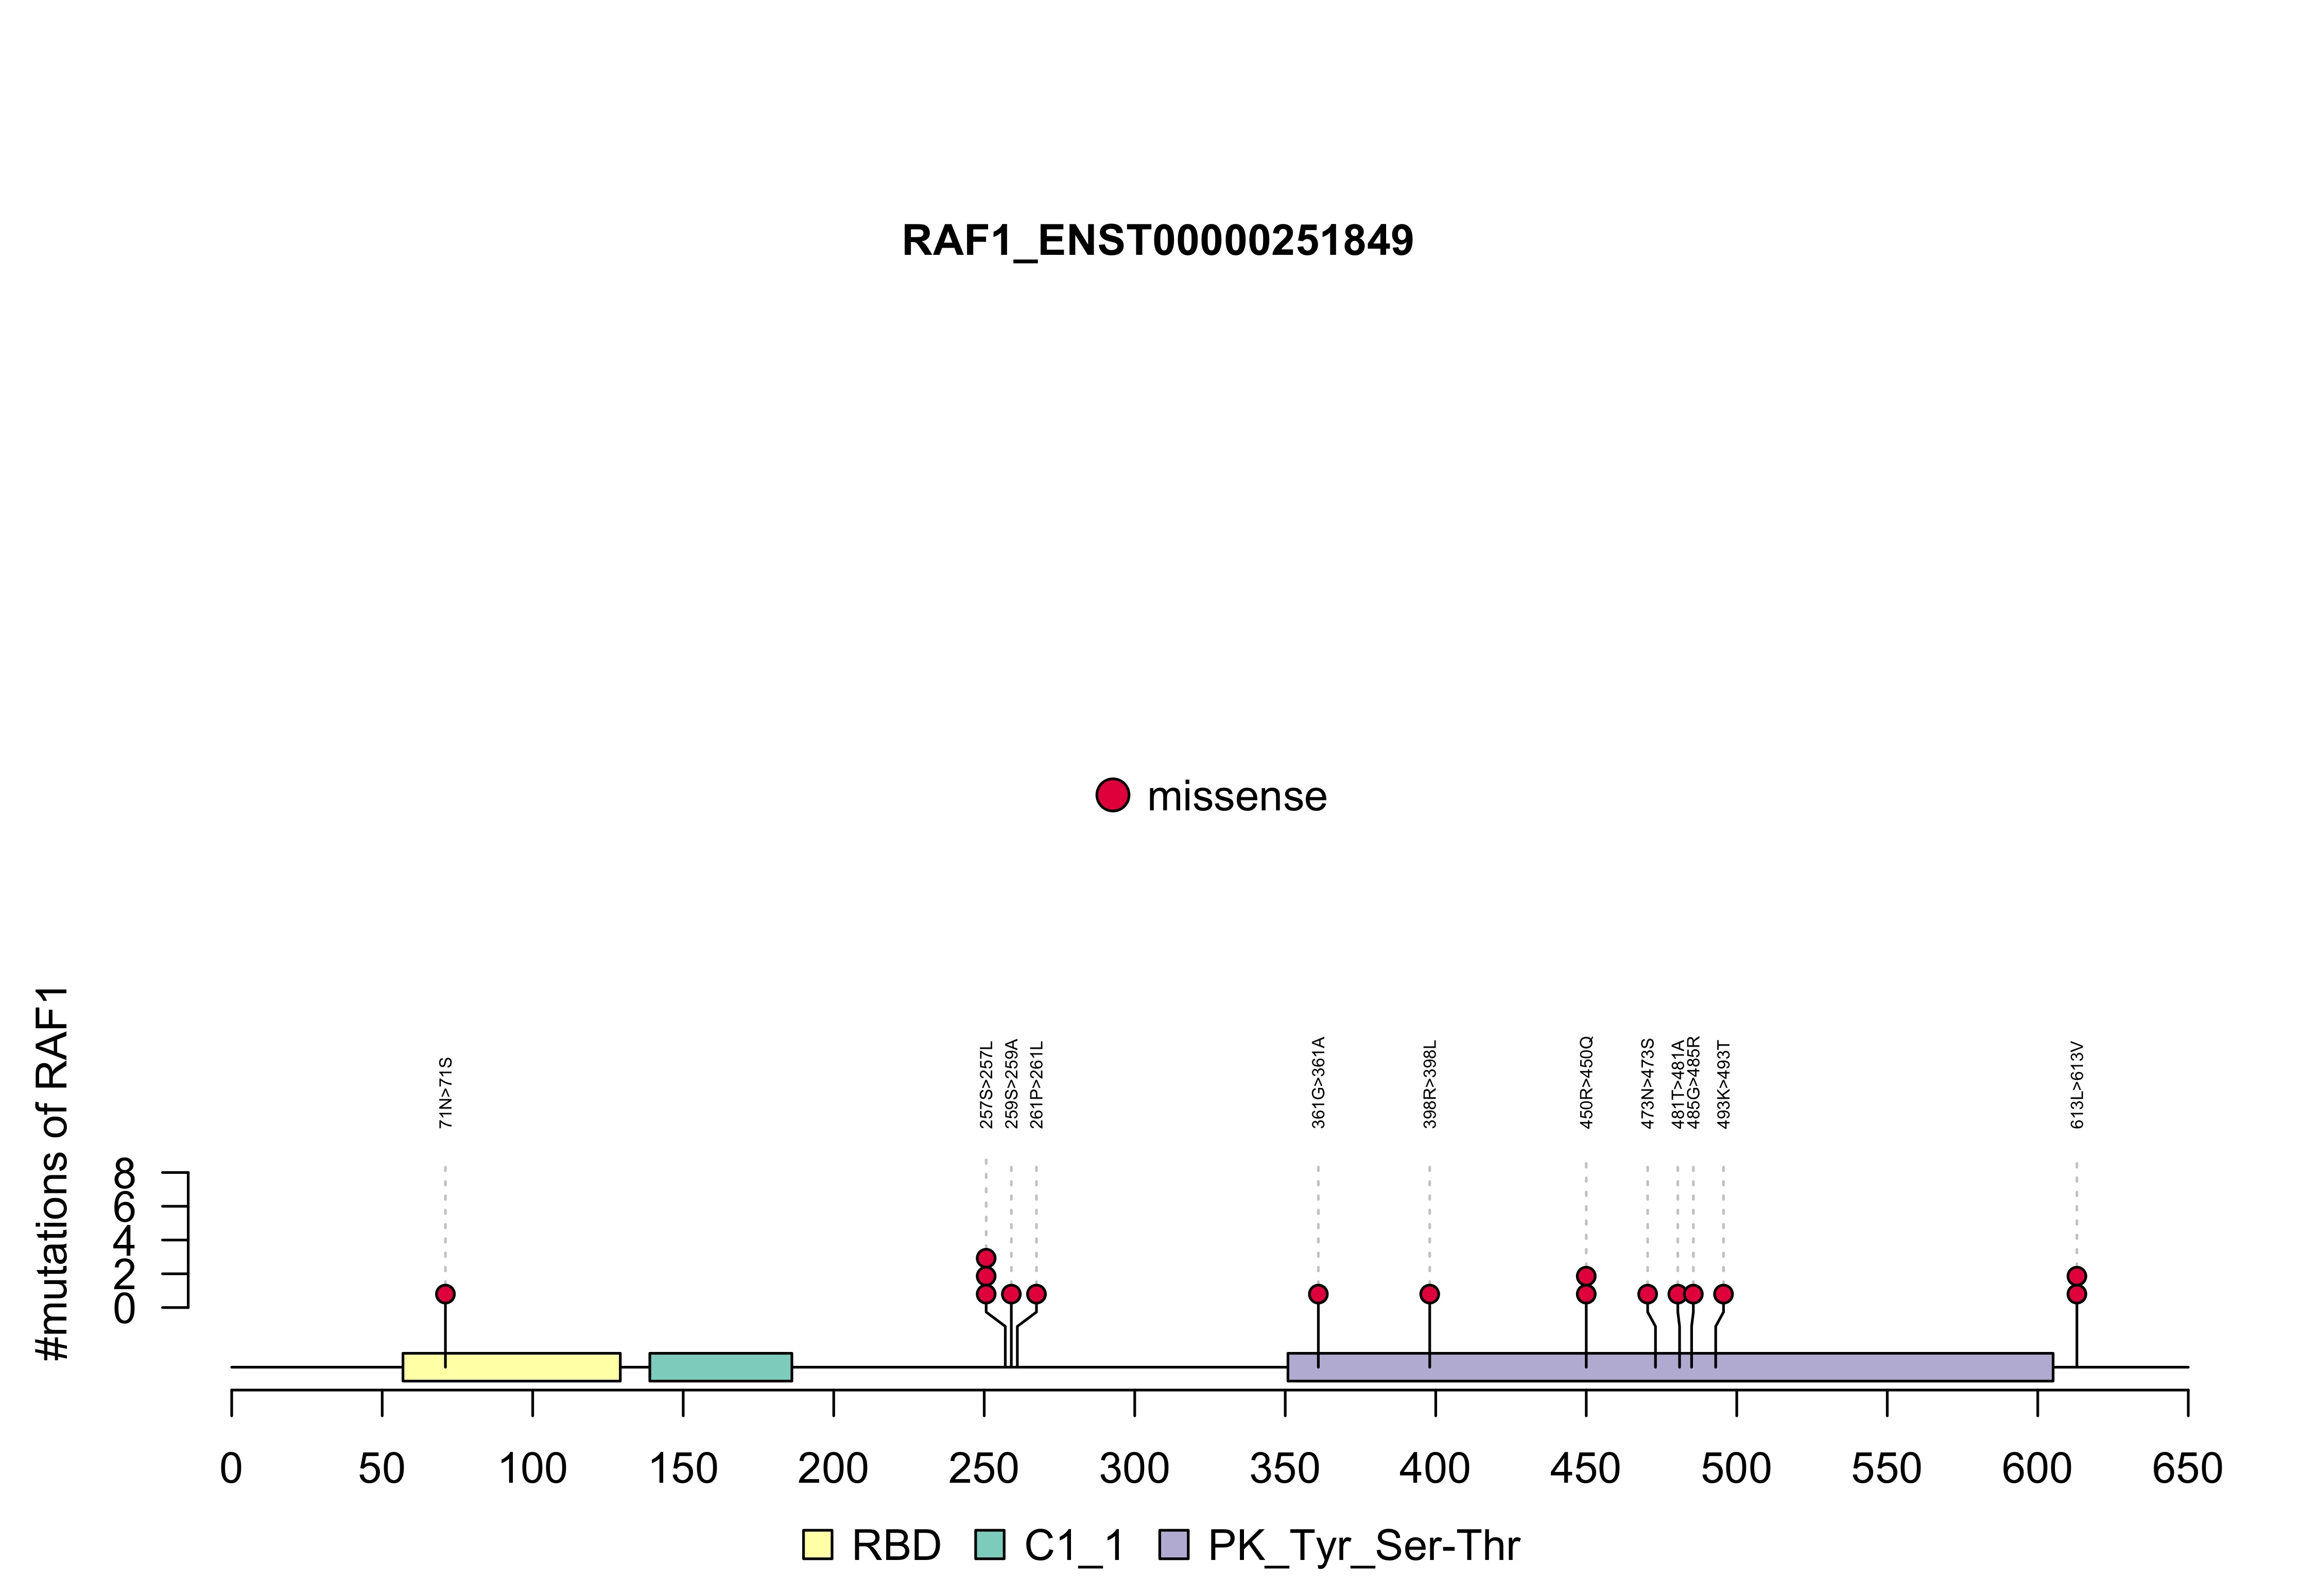 RAF1_ENST00000251849
missense
#mutations of RAF1
71N>71S
257S>257L
259S>259A
261P>261L
361G>361A
398R>398L
450R>450Q
473N>473S
481T>481A
485G>485R
493K>493T
613L>613V
8
6
4
2
0
0 50 100 150 200 250 300 350 400 450 500 550 600 650
RBD C1_1 PK_Tyr_Ser-Thr